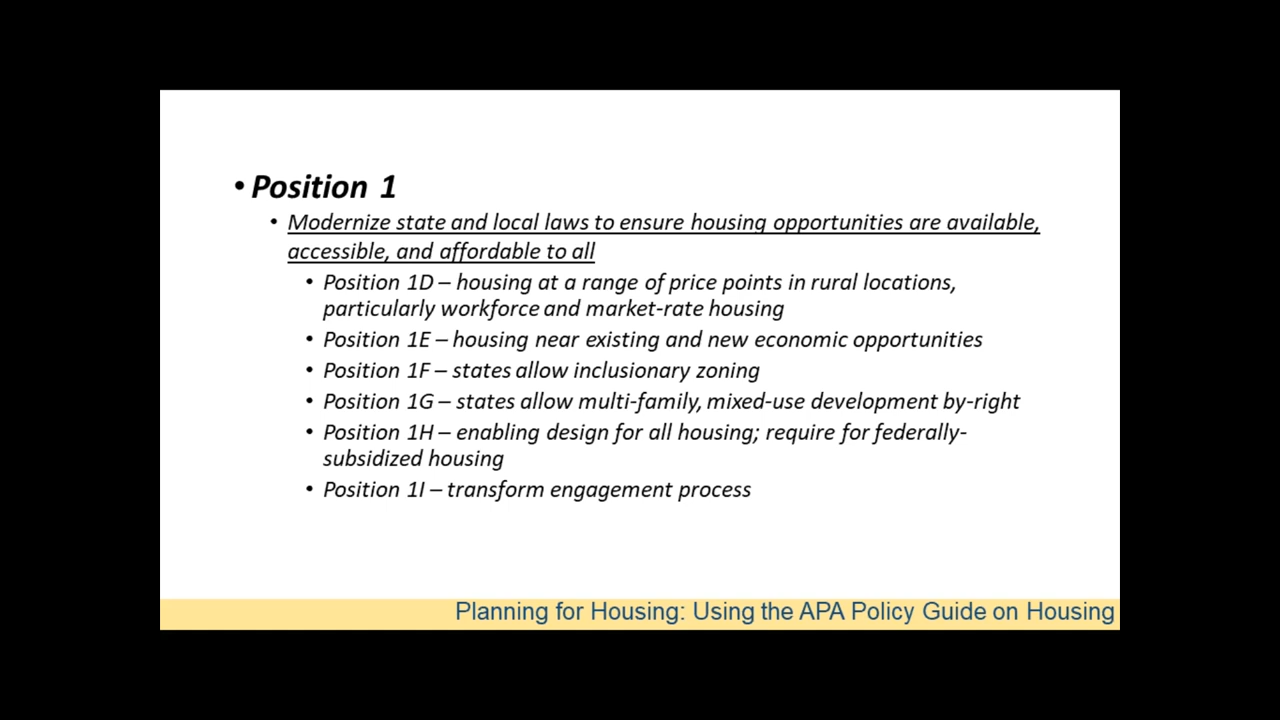 • Position 1
• Modernize state and local laws to ensure housing opportunities are available,
accessible, and affordable to all
• Position 1D – housing at a range of price points in rural locations,
particularly workforce and market-rate housing
• Position 1E – housing near existing and new economic opportunities
• Position 1F – states allow inclusionary zoning
• Position 1G – states allow multi-family, mixed-use development by-right
• Position 1H – enabling design for all housing; require for federally-
subsidized housing
• Position 1I – transform engagement process
Planning for Housing: Using the APA Policy Guide on Housing